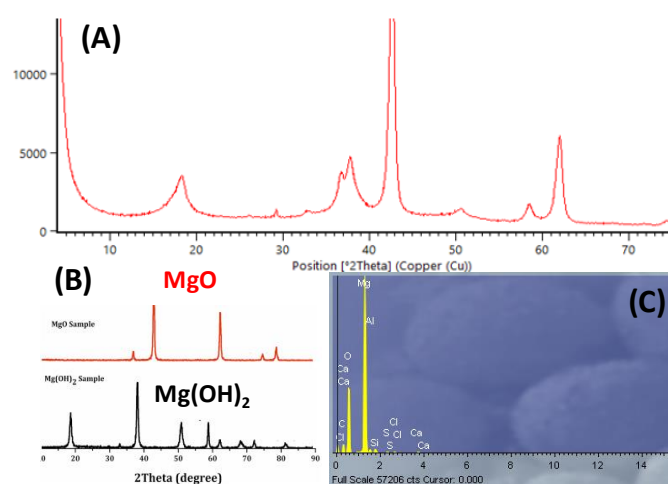 (A)
10000
5000
0
10 20 30 40 50 60 70
Position [°2Theta] (Copper (Cu))
(B)
MgO
MgO Sample
Mg(OH)2 Sample
Mg(OH)₂
10 20 30 40 50 60 70 80 90
2Theta (degree)
(C)
Mg
Al
O
Ca
Ca
C
Cl
Si
S
S
Cl
Cl
Ca
Ca
0 2 4 6 8 10 12 14
Full Scale 57206 cts Cursor: 0.000